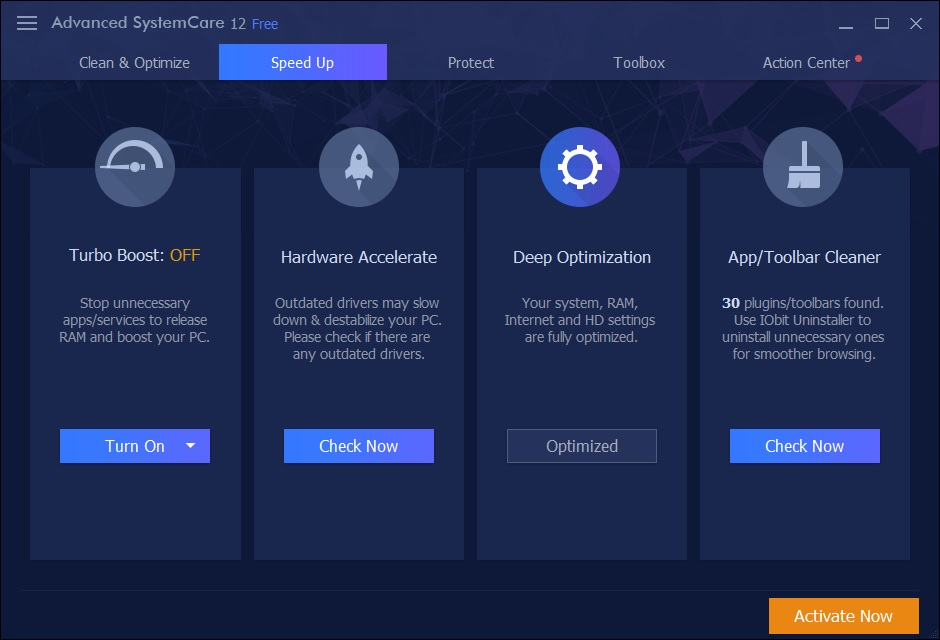 Advanced SystemCare 12 Free
Clean & Optimize
Speed Up
Protect
Toolbox
Action Center
Turbo Boost: OFF
Stop unnecessary
apps/services to release
RAM and boost your PC.
Turn On
Hardware Accelerate
Outdated drivers may slow
down & destabilize your PC.
Please check if there are
any outdated drivers.
Check Now
Deep Optimization
Your system, RAM,
Internet and HD settings
are fully optimized.
Optimized
App/Toolbar Cleaner
30 plugins/toolbars found.
Use IObit Uninstaller to
uninstall unnecessary ones
for smoother browsing.
Check Now
Activate Now